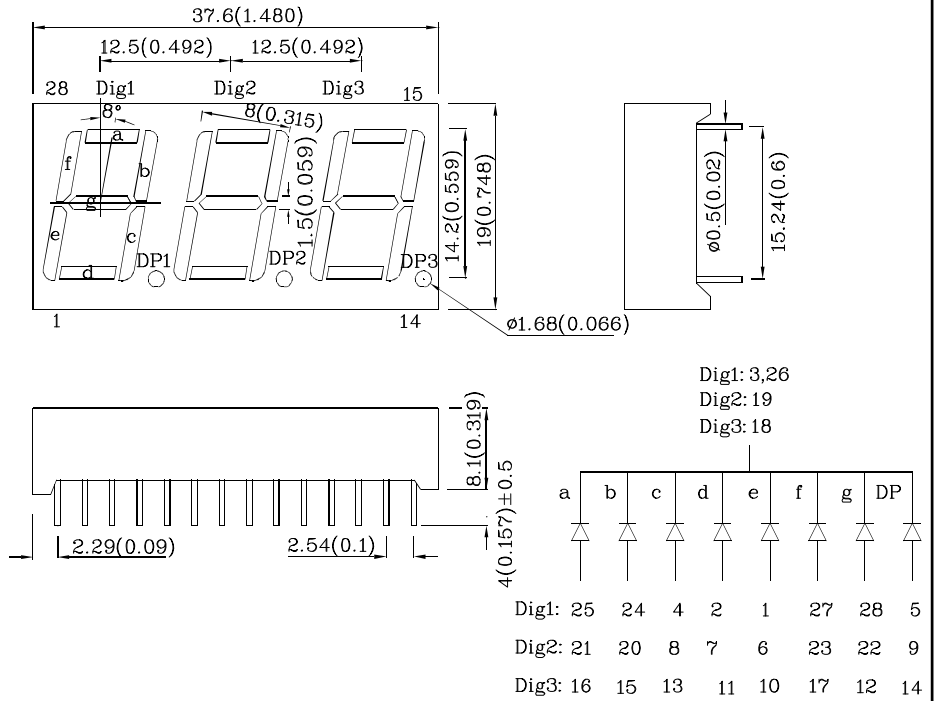 37.6(1.480)
12.5(0.492) 12.5(0.492)
28 Dig1 Dig2 Dig3 15
8° 8(0.315)
a
f b
g
e c
d
1.5(0.059)
DP1 DP2 DP3
14.2(0.559)
19(0.748)
1 14
ø1.68(0.066)
ø0.5(0.02)
15.24(0.6)
8.1(0.319)
4(0.157)±0.5
2.29(0.09) 2.54(0.1)
Dig1: 3,26
Dig2: 19
Dig3: 18
a b c d e f g DP
Dig1: 25 24 4 2 1 27 28 5
Dig2: 21 20 8 7 6 23 22 9
Dig3: 16 15 13 11 10 17 12 14